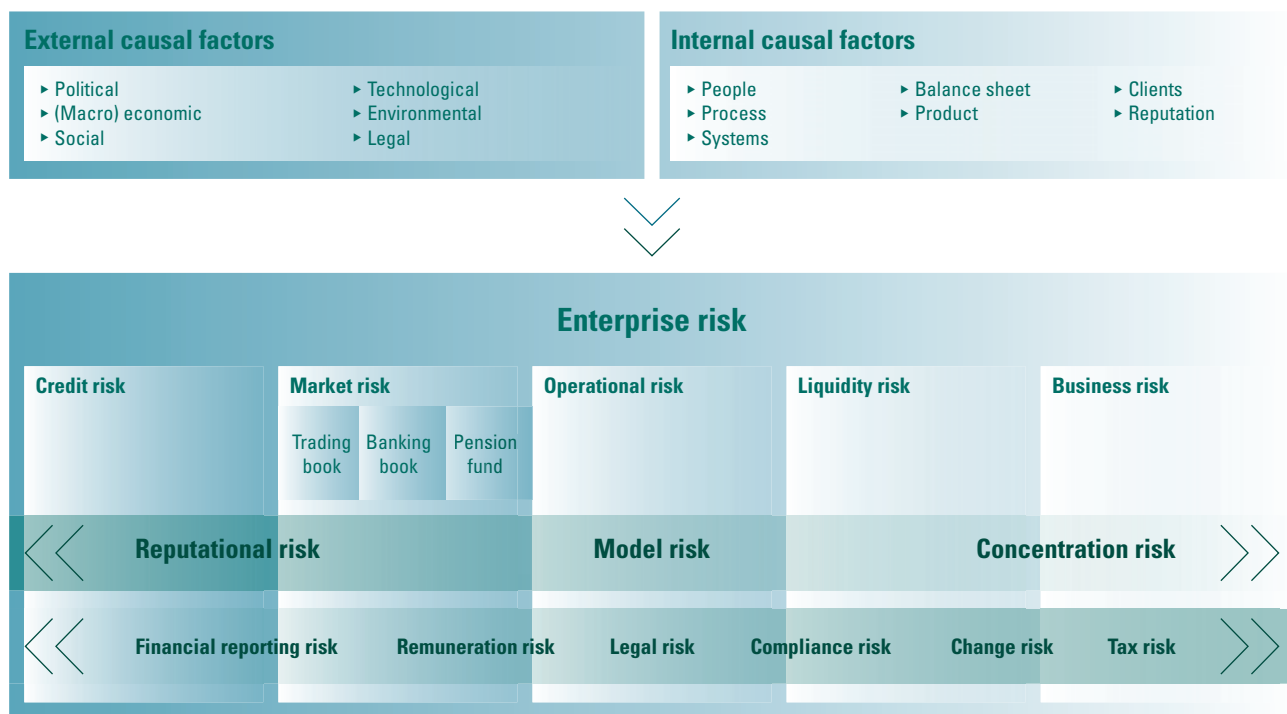 External causal factors
▸ Political
▸ (Macro) economic
▸ Social
▸ Technological
▸ Environmental
▸ Legal
Internal causal factors
▸ People
▸ Process
▸ Systems
▸ Balance sheet
▸ Product
▸ Clients
▸ Reputation
Enterprise risk
Credit risk
Market risk
Trading
book
Banking
book
Pension
fund
Operational risk
Liquidity risk
Business risk
Reputational risk
Model risk
Concentration risk
Financial reporting risk
Remuneration risk
Legal risk
Compliance risk
Change risk
Tax risk